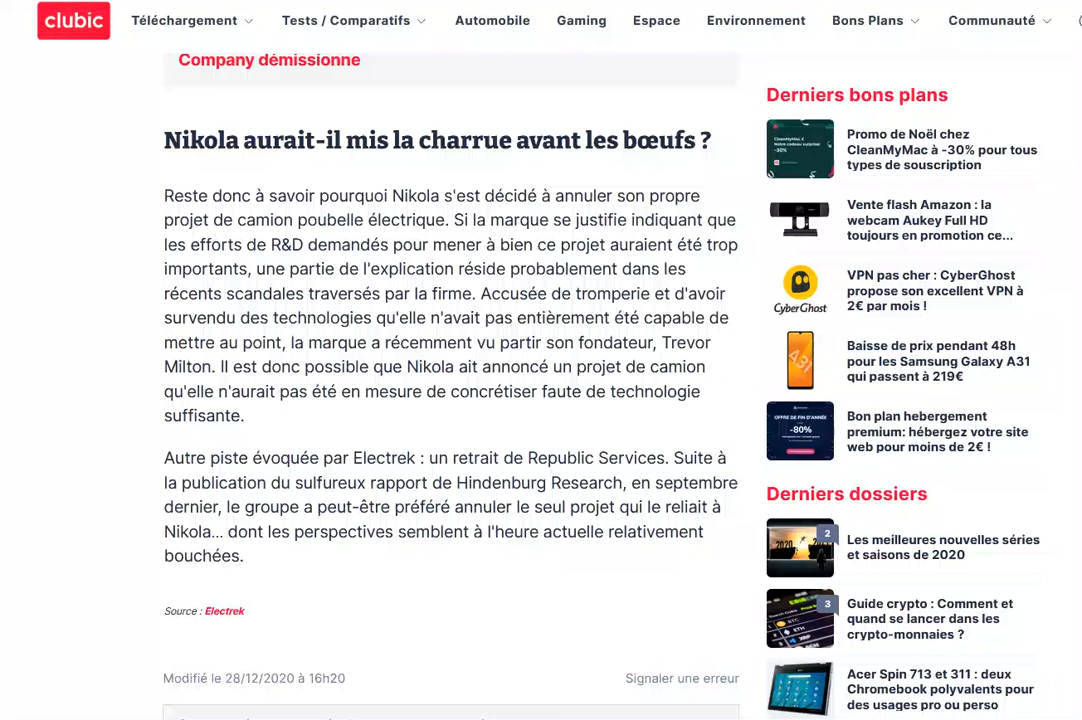 clubic
Téléchargement
Tests / Comparatifs
Automobile
Gaming
Espace
Environnement
Bons Plans
Communauté
Company démissionne
Nikola aurait-il mis la charrue avant les bœufs ?
Reste donc à savoir pourquoi Nikola s'est décidé à annuler son propre
projet de camion poubelle électrique. Si la marque se justifie indiquant que
les efforts de R&D demandés pour mener à bien ce projet auraient été trop
importants, une partie de l'explication réside probablement dans les
récents scandales traversés par la firme. Accusée de tromperie et d'avoir
survendu des technologies qu'elle n'avait pas entièrement été capable de
mettre au point, la marque a récemment vu partir son fondateur, Trevor
Milton. Il est donc possible que Nikola ait annoncé un projet de camion
qu'elle n'aurait pas été en mesure de concrétiser faute de technologie
suffisante.
Autre piste évoquée par Electrek : un retrait de Republic Services. Suite à
la publication du sulfureux rapport de Hindenburg Research, en septembre
dernier, le groupe a peut-être préféré annuler le seul projet qui le reliait à
Nikola... dont les perspectives semblent à l'heure actuelle relativement
bouchées.
Source : Electrek
Modifié le 28/12/2020 à 16h20
Signaler une erreur
Derniers bons plans
Promo de Noël chez
CleanMyMac à -30% pour tous
types de souscription
Vente flash Amazon : la
webcam Aukey Full HD
toujours en promotion ce...
CyberGhost
VPN pas cher : CyberGhost
propose son excellent VPN à
2€ par mois !
A31
Baisse de prix pendant 48h
pour les Samsung Galaxy A31
qui passent à 219€
OFFRE DE FIN D'ANNÉE
-80%
Bon plan hebergement
premium: hébergez votre site
web pour moins de 2€ !
Derniers dossiers
2
Les meilleures nouvelles séries
et saisons de 2020
3
BTC
ETH
Guide crypto : Comment et
quand se lancer dans les
crypto-monnaies ?
Acer Spin 713 et 311 : deux
Chromebook polyvalents pour
des usages pro ou perso